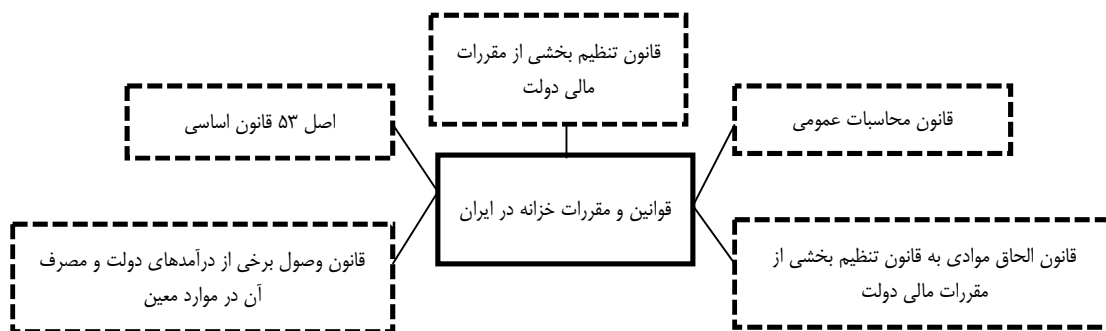 قانون تنظیم بخشی از مقررات
مالی دولت
قانون محاسبات عمومی
اصل ۵۳ قانون اساسی
قوانین و مقررات خزانه در ایران
قانون الحاق موادی به قانون تنظیم بخشی از
مقررات مالی دولت
قانون وصول برخی از درآمدهای دولت و مصرف
آن در موارد معین